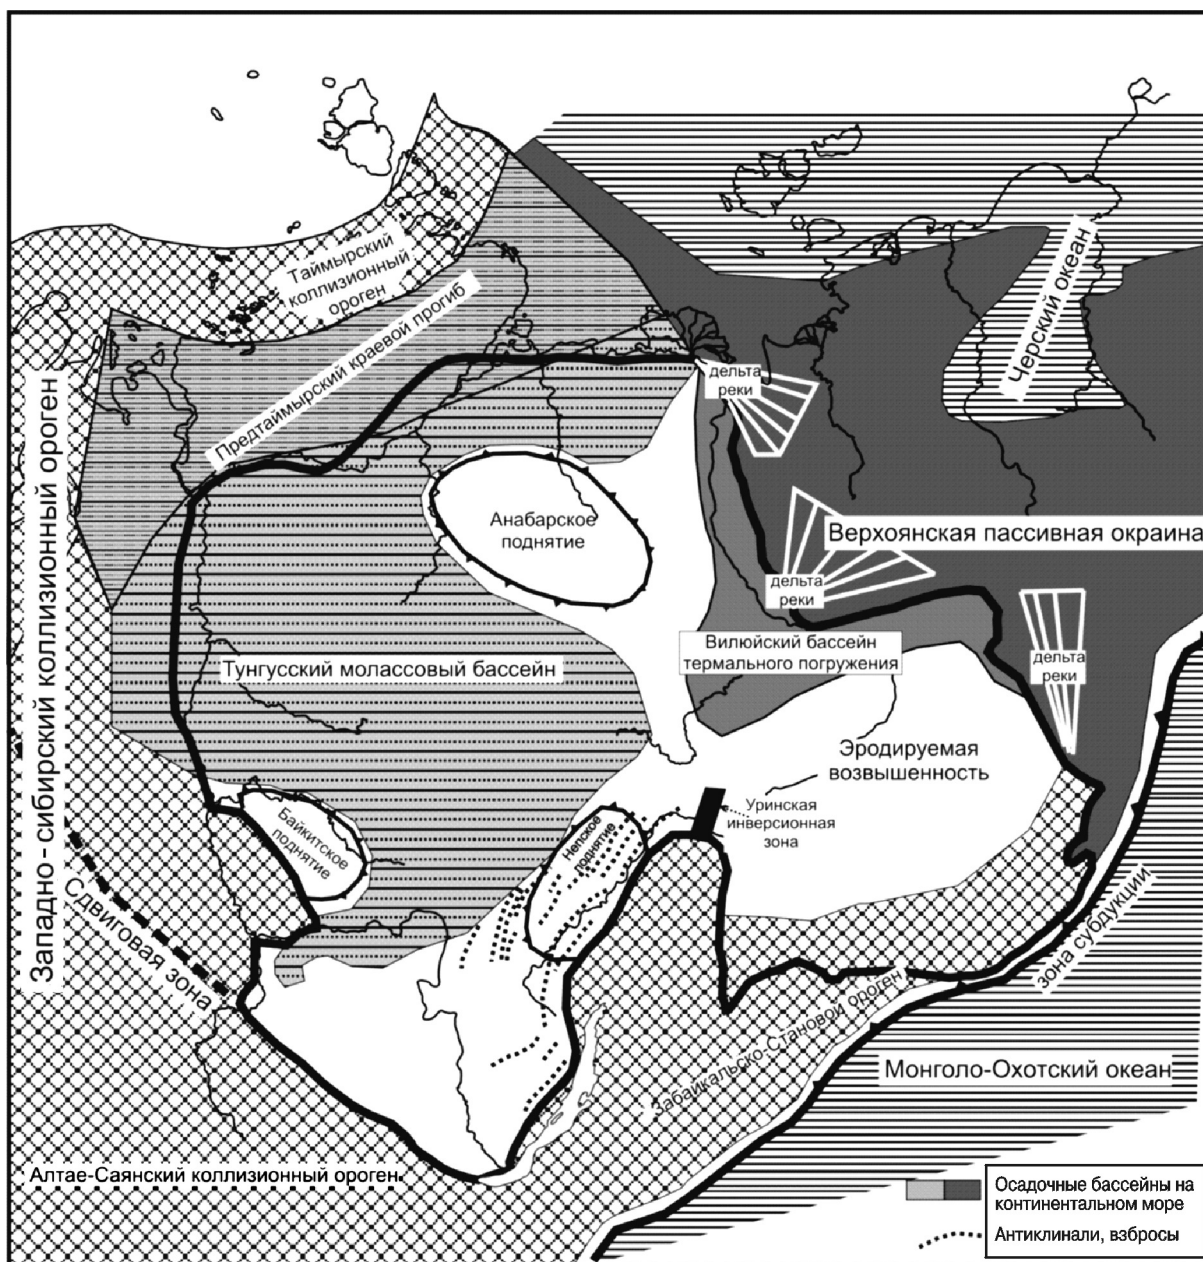 Таймырский
коллизионный
ороген
Предтаймырский краевой прогиб
Черский океан
дельта
реки
Западно-сибирский коллизионный ороген
Анабарское
поднятие
Верхоянская пассивная окраина
дельта
реки
Вилюйский бассейн
термального погружения
Тунгусский молассовый бассейн
дельта
реки
Эродируемая
возвышенность
Уринская
инверсионная
зона
Байкитское
поднятие
Непское
поднятие
Сдвиговая зона
зона субдукции
Забайкальско-Становой ороген
Монголо-Охотский океан
Алтае-Саянский коллизионный ороген
Осадочные бассейны на
континентальном море
Антиклинали, взбросы